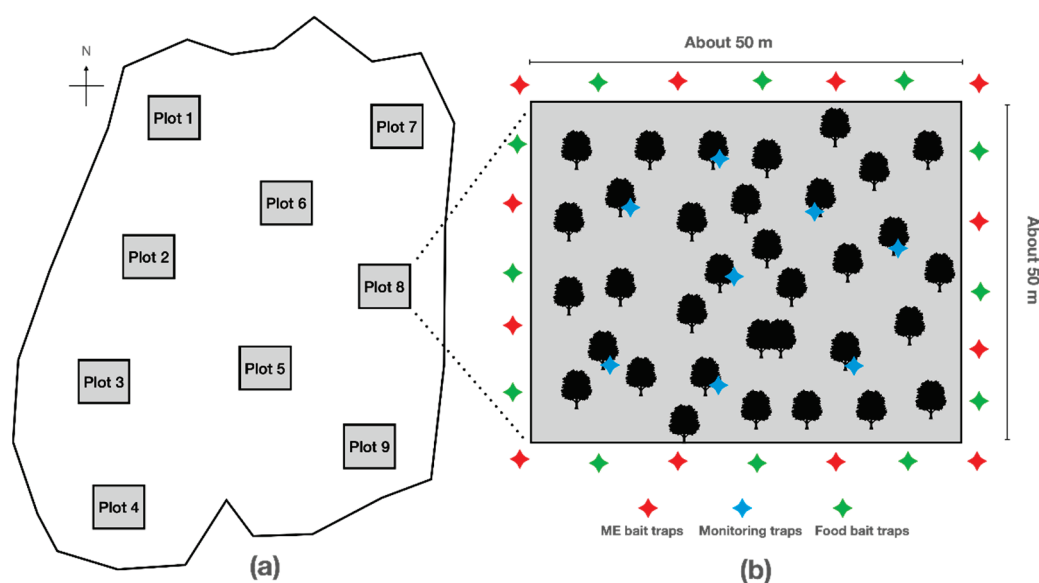 N
Plot 1
Plot 7
Plot 6
Plot 2
Plot 8
Plot 3
Plot 5
Plot 9
Plot 4
(a)
About 50 m
About 50 m
ME bait traps
Monitoring traps
Food bait traps
(b)